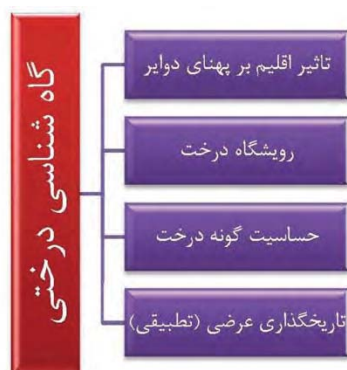 گاه شناسی درختی
تاثیر اقلیم بر پهنای دوایر
رویشگاه درخت
حساسیت گونه درخت
تاریخگذاری عرضی (تطبیقی)